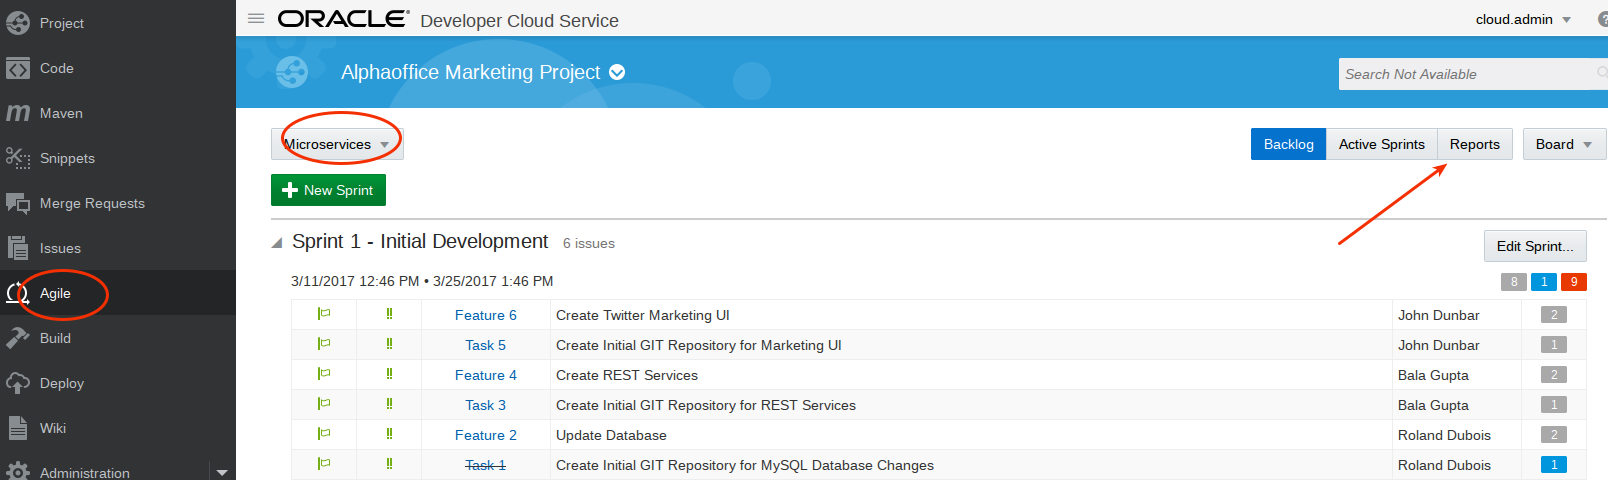 Project
Code
Maven
Snippets
Merge Requests
Issues
Agile
Build
Deploy
Wiki
Administration
ORACLE Developer Cloud Service
cloud.admin
?
Alphaoffice Marketing Project
Search Not Available
Microservices
Backlog Active Sprints Reports Board
New Sprint
Sprint 1 - Initial Development 6 issues
Edit Sprint...
3/11/2017 12:46 PM • 3/25/2017 1:46 PM 8 1 9
Feature 6 Create Twitter Marketing UI John Dunbar 2
Task 5 Create Initial GIT Repository for Marketing UI John Dunbar 1
Feature 4 Create REST Services Bala Gupta 2
Task 3 Create Initial GIT Repository for REST Services Bala Gupta 1
Feature 2 Update Database Roland Dubois 2
Task 1 Create Initial GIT Repository for MySQL Database Changes Roland Dubois 1